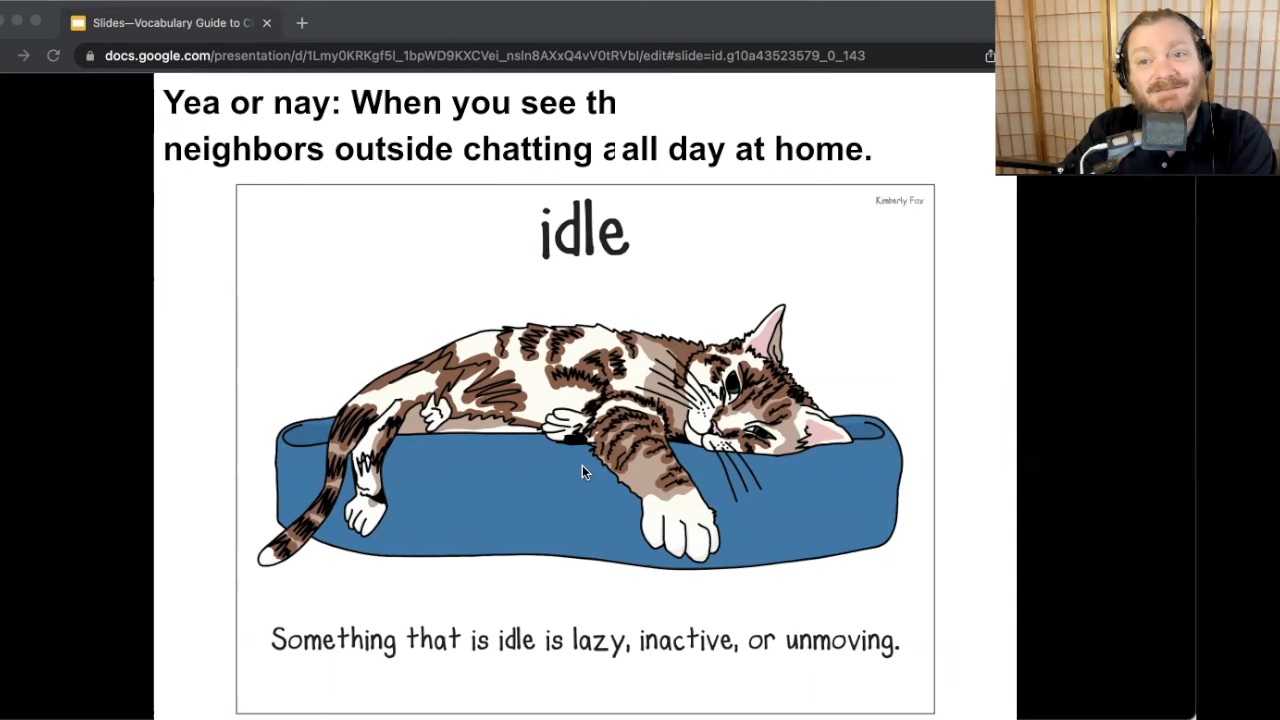 Slides—Vocabulary Guide to
docs.google.com/presentation/d/1Lmy0KRKgf5I_1bpWD9KXCVei_nsIn8AXxQ4vV0tRVbI/edit#slide=id.g10a43523579_0_143
Yea or nay: When you see th
neighbors outside chatting a all day at home.
Kimberly Fox
idle
Something that is idle is lazy, inactive, or unmoving.